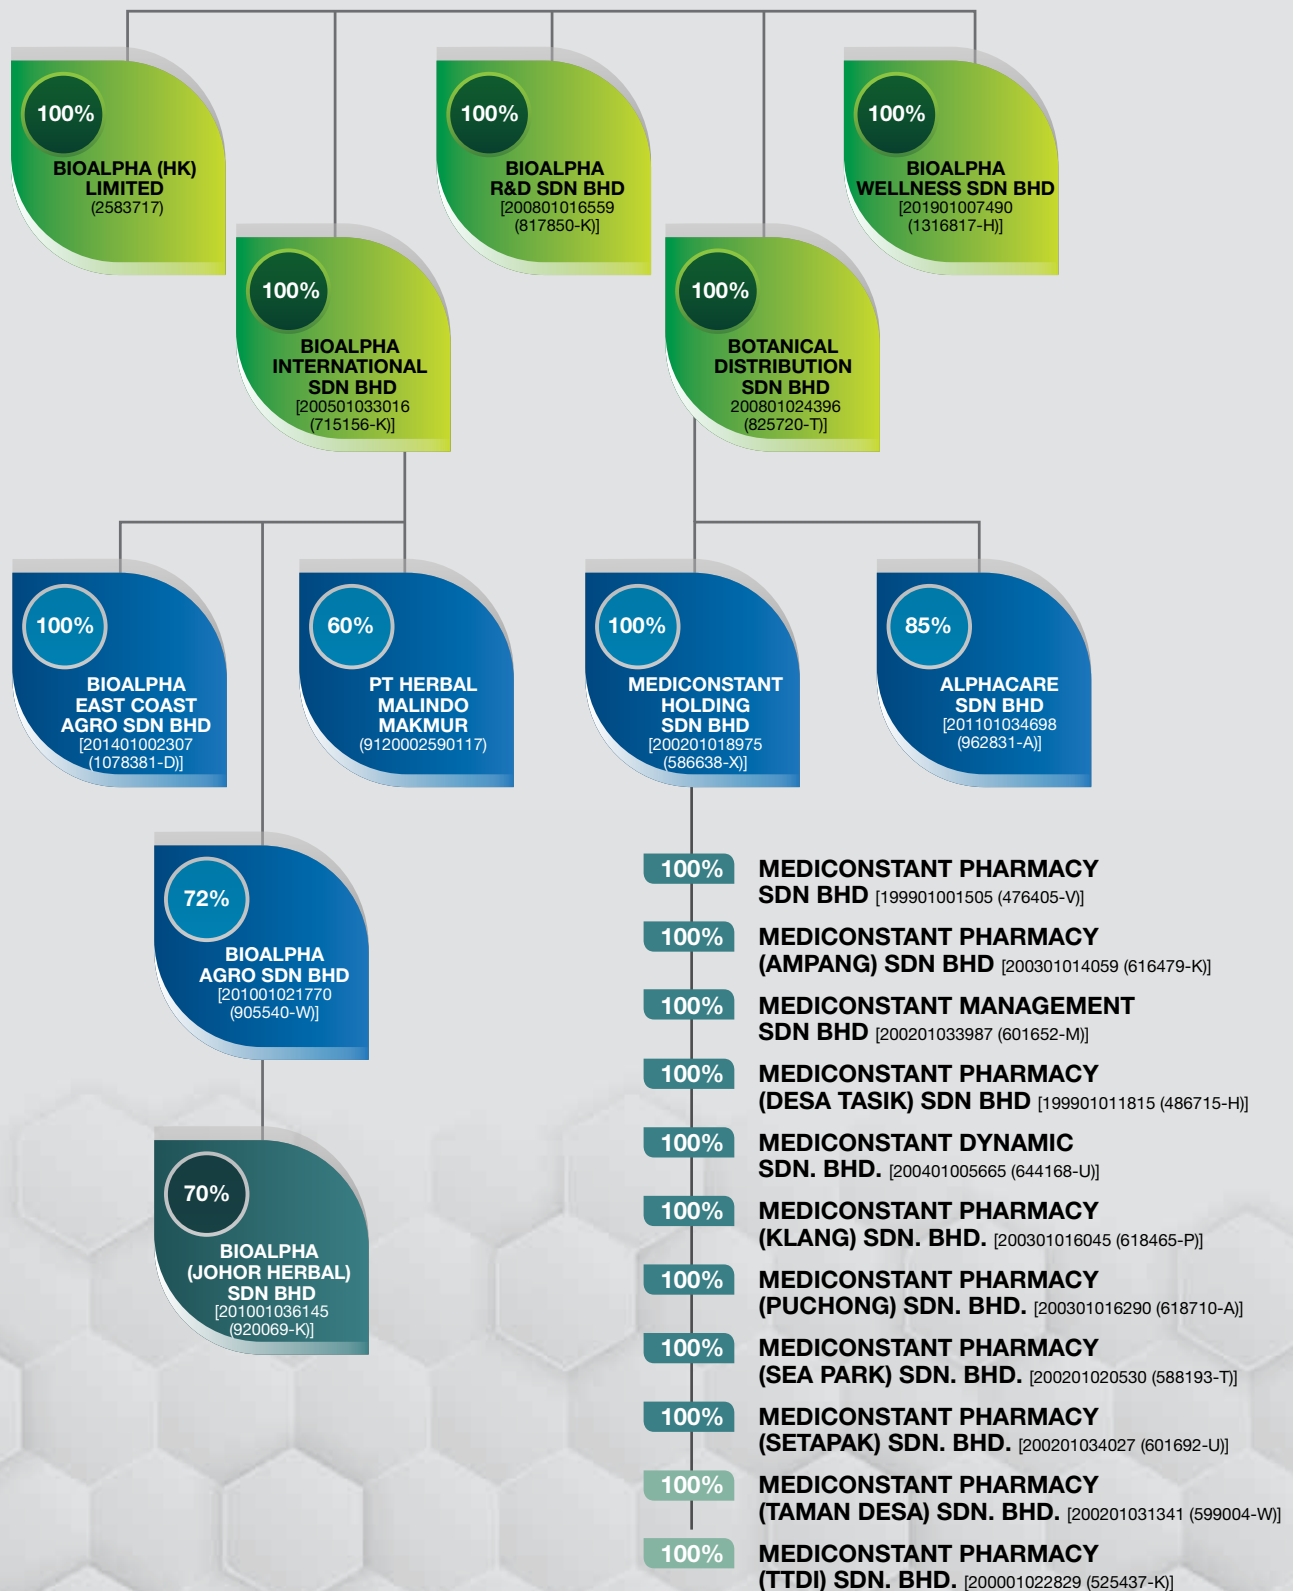 100%
BIOALPHA (HK)
LIMITED
(2583717)
100%
BIOALPHA
R&D SDN BHD
[200801016559
(817850-K)]
100%
BIOALPHA
WELLNESS SDN BHD
[201901007490
(1316817-H)]
100%
BIOALPHA
INTERNATIONAL
SDN BHD
[200501033016
(715156-K)]
100%
BOTANICAL
DISTRIBUTION
SDN BHD
200801024396
(825720-T)]
100%
BIOALPHA
EAST COAST
AGRO SDN BHD
[201401002307
(1078381-D)]
60%
PT HERBAL
MALINDO
MAKMUR
(9120002590117)
100%
MEDICONSTANT
HOLDING
SDN BHD
[200201018975
(586638-X)]
85%
ALPHACARE
SDN BHD
[201101034698
(962831-A)]
72%
BIOALPHA
AGRO SDN BHD
[201001021770
(905540-W)]
70%
BIOALPHA
(JOHOR HERBAL)
SDN BHD
[201001036145
(920069-K)]
100% MEDICONSTANT PHARMACY
SDN BHD [199901001505 (476405-V)]
100% MEDICONSTANT PHARMACY
(AMPANG) SDN BHD [200301014059 (616479-K)]
100% MEDICONSTANT MANAGEMENT
SDN BHD [200201033987 (601652-M)]
100% MEDICONSTANT PHARMACY
(DESA TASIK) SDN BHD [199901011815 (486715-H)]
100% MEDICONSTANT DYNAMIC
SDN. BHD. [200401005665 (644168-U)]
100% MEDICONSTANT PHARMACY
(KLANG) SDN. BHD. [200301016045 (618465-P)]
100% MEDICONSTANT PHARMACY
(PUCHONG) SDN. BHD. [200301016290 (618710-A)]
100% MEDICONSTANT PHARMACY
(SEA PARK) SDN. BHD. [200201020530 (588193-T)]
100% MEDICONSTANT PHARMACY
(SETAPAK) SDN. BHD. [200201034027 (601692-U)]
100% MEDICONSTANT PHARMACY
(TAMAN DESA) SDN. BHD. [200201031341 (599004-W)]
100% MEDICONSTANT PHARMACY
(TTDI) SDN. BHD. [200001022829 (525437-K)]